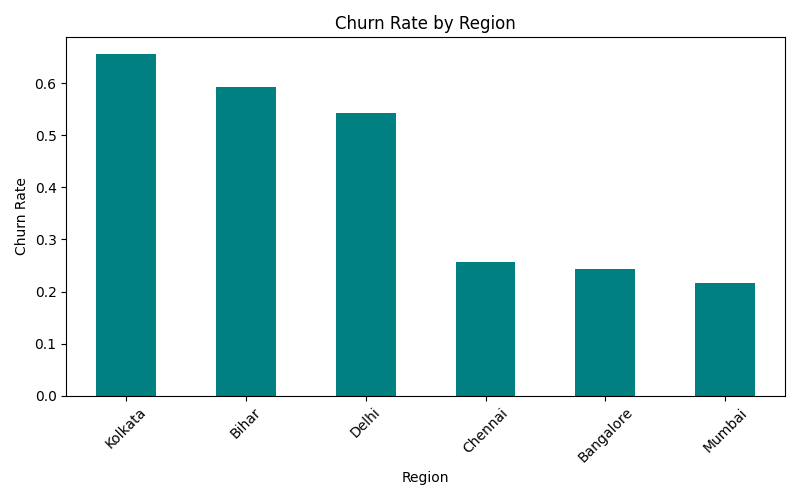 Churn Rate by Region
Churn Rate
0.6
0.5
0.4
0.3
0.2
0.1
0.0
Kolkata
Bihar
Delhi
Chennai
Bangalore
Mumbai
Region